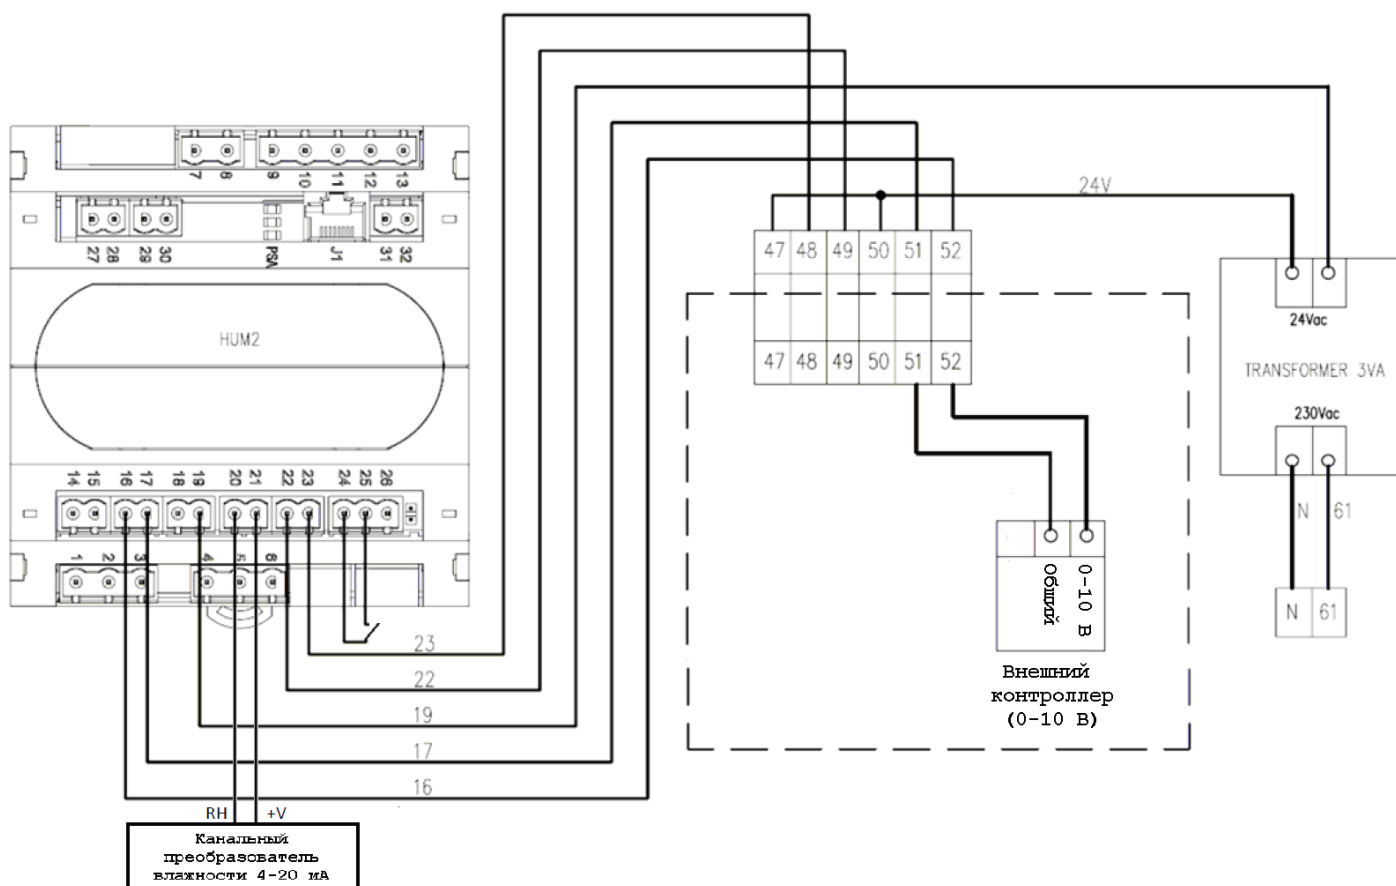 7 8 9 10 11 12 13
27 28 29 30 PSA J1 31 32
HUM2
14 15 16 17 18 19 20 21 22 23 24 25 26
1 2 3 4 5 6
23
22
19
17
16
RH +V
Канальный
преобразователь
влажности 4-20 мА
24V
47 48 49 50 51 52
47 48 49 50 51 52
Общий
0-10 В
Внешний
контроллер
(0-10 В)
24Vac
TRANSFORMER 3VA
230Vac
N 61
N 61